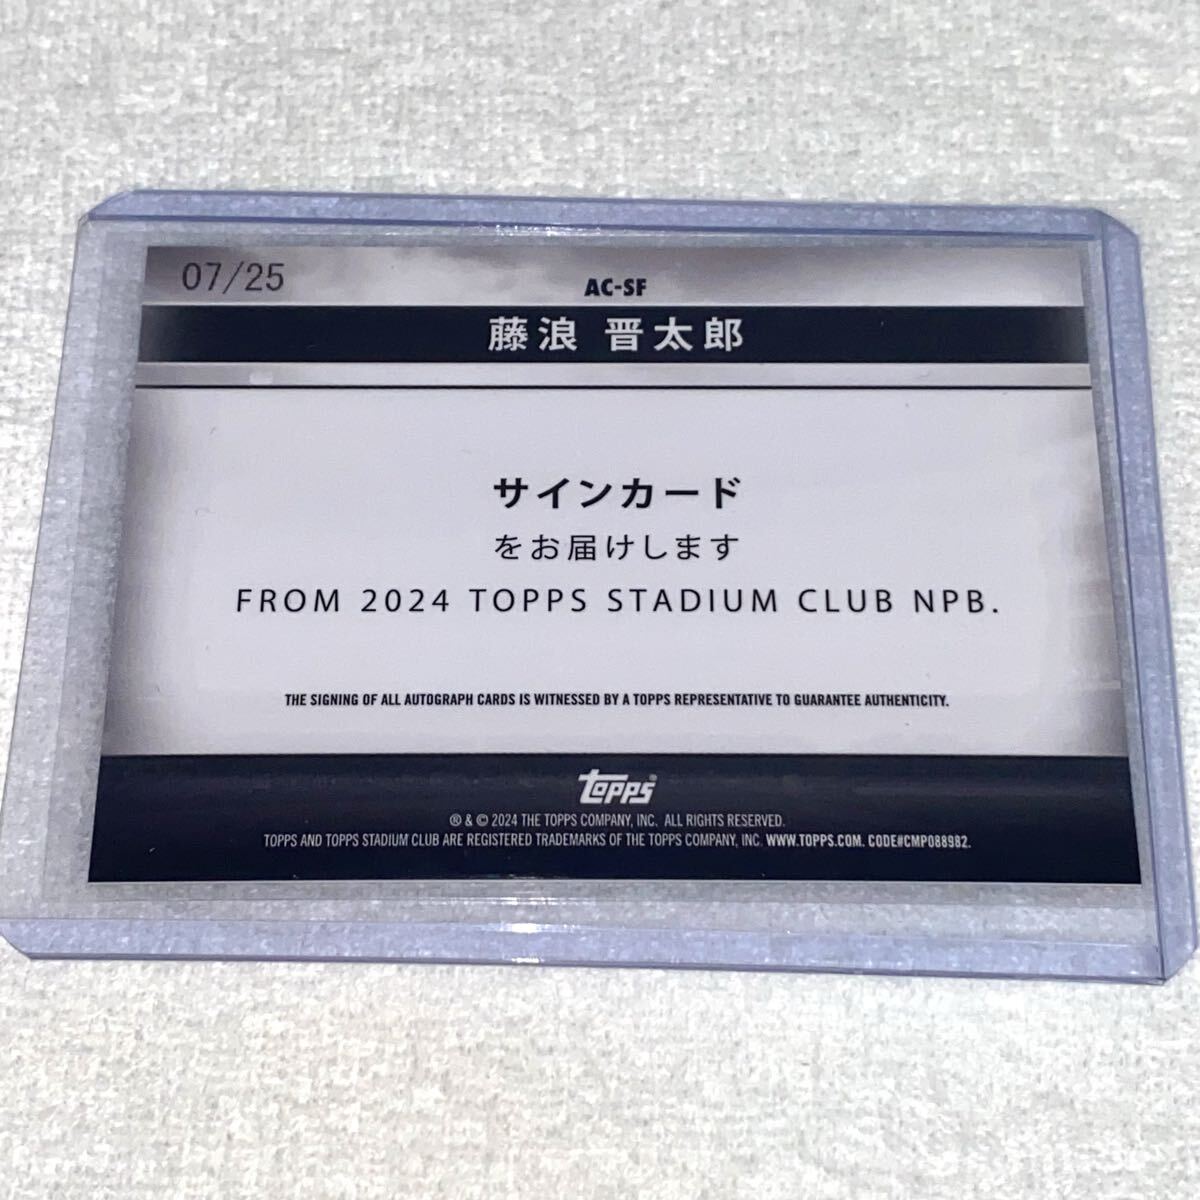 07/25
AC-SF
藤浪 晋太郎
サインカード
をお届けします
FROM 2024 TOPPS STADIUM CLUB NPB.
THE SIGNING OF ALL AUTOGRAPH CARDS IS WITNESSED BY A TOPPS REPRESENTATIVE TO GUARANTEE AUTHENTICITY.
topps®
® & © 2024 THE TOPPS COMPANY, INC. ALL RIGHTS RESERVED.
TOPPS AND TOPPS STADIUM CLUB ARE REGISTERED TRADEMARKS OF THE TOPPS COMPANY, INC. WWW.TOPPS.COM. CODE#CMP088982.